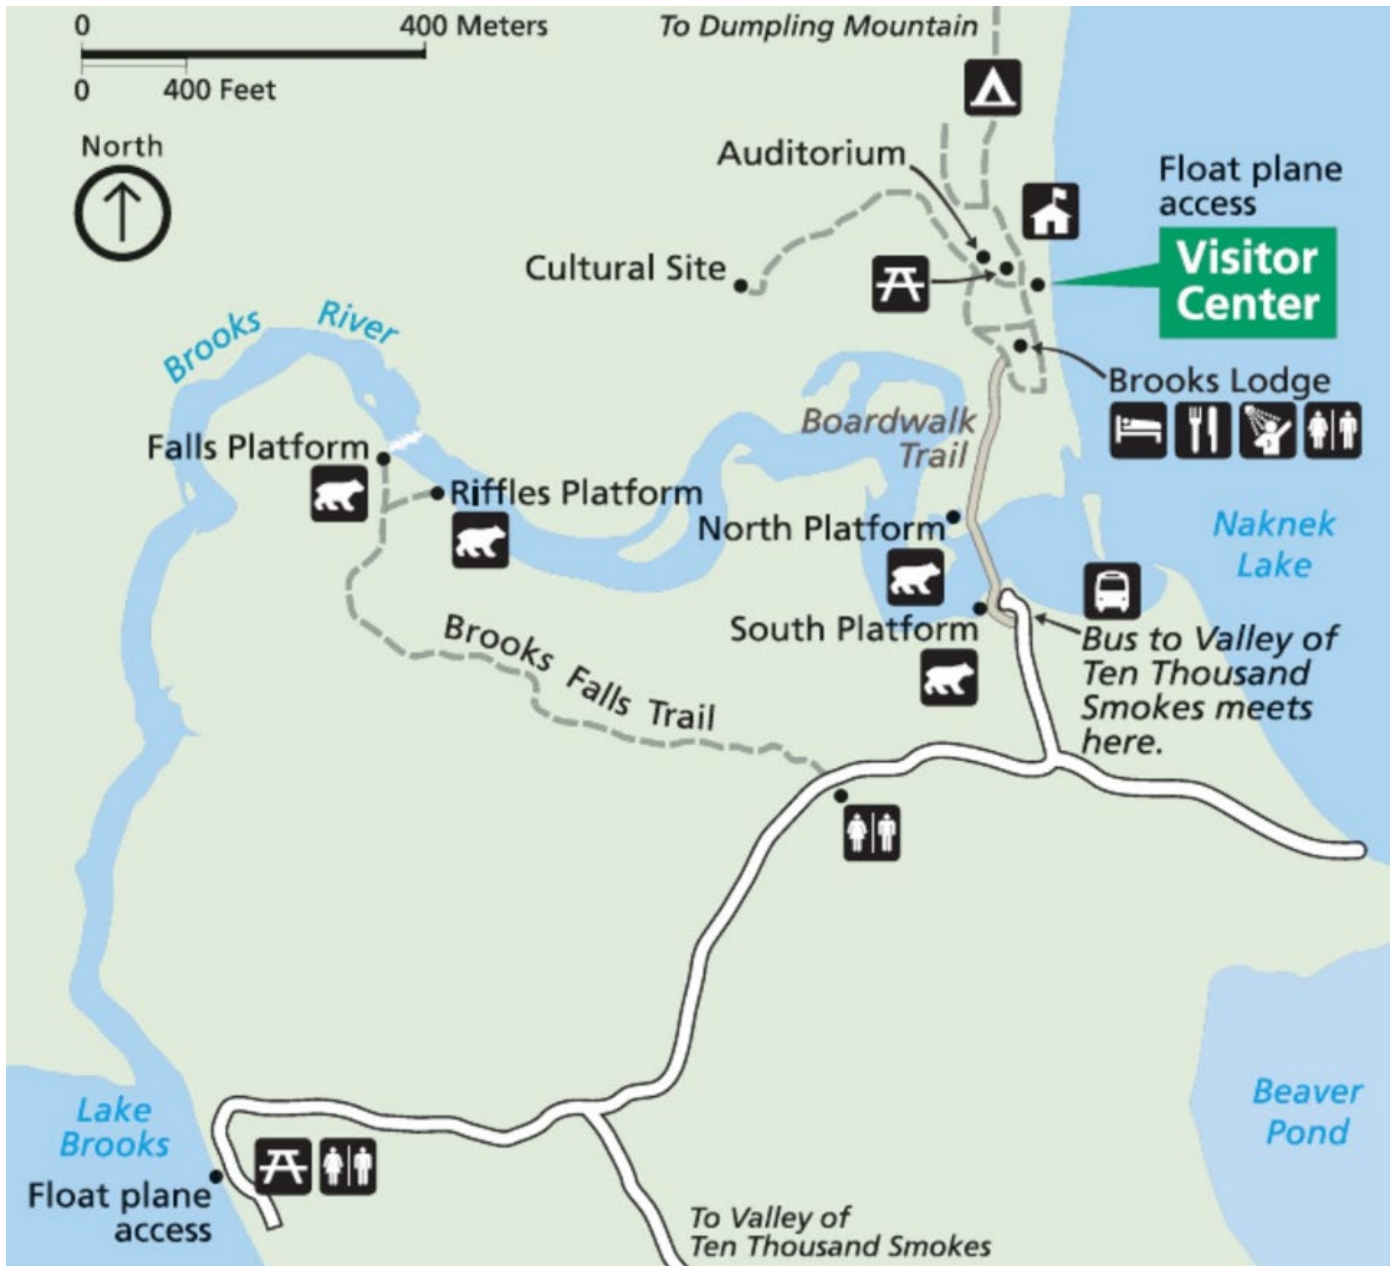 0 400 Meters
0 400 Feet
North
To Dumpling Mountain
Auditorium
Float plane
access
Visitor
Center
Cultural Site
Brooks River
Brooks Lodge
Boardwalk
Trail
Falls Platform
Riffles Platform
North Platform
Naknek
Lake
South Platform
Bus to Valley of
Ten Thousand
Smokes meets
here.
Brooks Falls Trail
Lake
Brooks
Float plane
access
Beaver
Pond
To Valley of
Ten Thousand Smokes